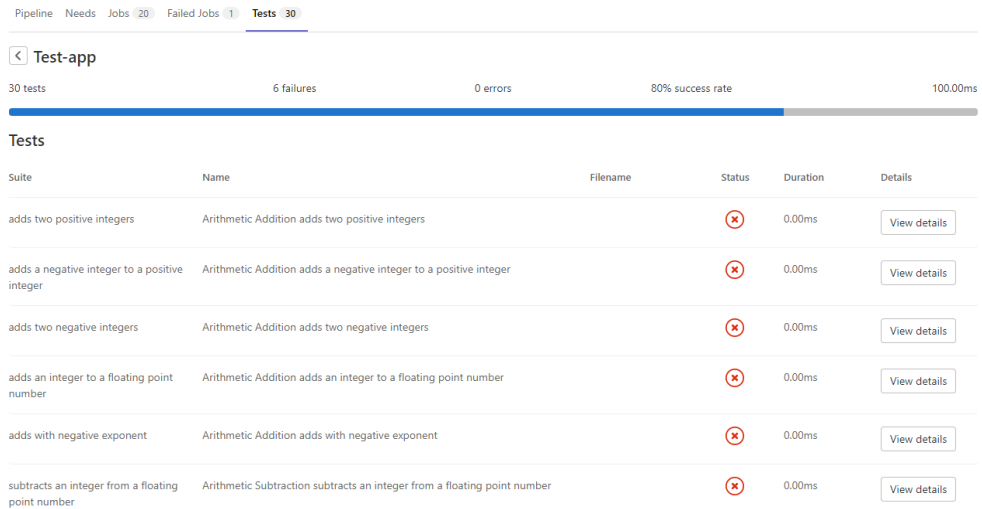 Pipeline Needs Jobs 20 Failed Jobs 1 Tests 30
Test-app
30 tests 6 failures 0 errors 80% success rate 100.00ms
Tests
Suite Name Filename Status Duration Details
adds two positive integers Arithmetic Addition adds two positive integers 0.00ms View details
adds a negative integer to a positive Arithmetic Addition adds a negative integer to a positive integer 0.00ms View details
integer
adds two negative integers Arithmetic Addition adds two negative integers 0.00ms View details
adds an integer to a floating point Arithmetic Addition adds an integer to a floating point number 0.00ms View details
number
adds with negative exponent Arithmetic Addition adds with negative exponent 0.00ms View details
subtracts an integer from a floating Arithmetic Subtraction subtracts an integer from a floating point number 0.00ms View details
point number